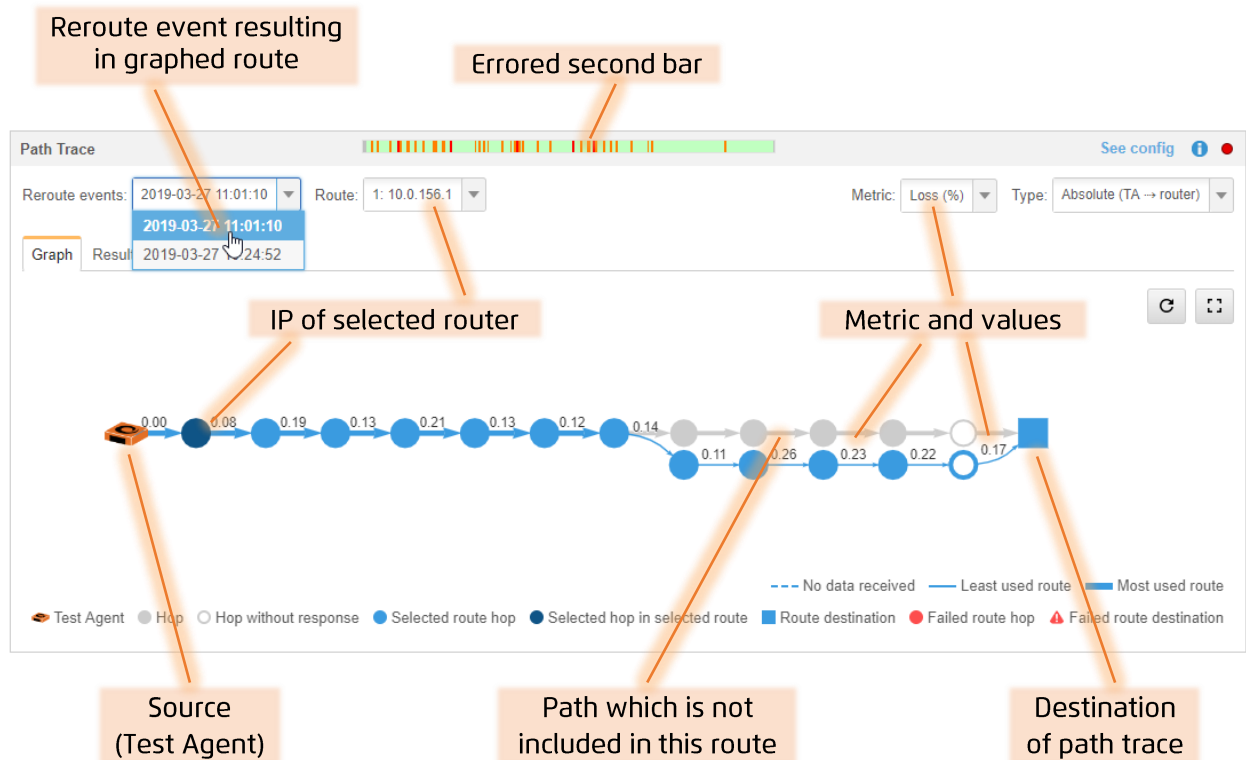 Reroute event resulting
in graphed route
Errored second bar
Path Trace
See config
Reroute events: 2019-03-27 11:01:10 Route: 1: 10.0.156.1 Metric: Loss (%) Type: Absolute (TA → router)
2019-03-27 11:01:10
Graph Resul 2019-03-27 :24:52
IP of selected router
Metric and values
0.00 0.08 0.19 0.13 0.21 0.13 0.12 0.14
0.11 0.26 0.23 0.22 0.17
No data received Least used route Most used route
Test Agent Hop Hop without response Selected route hop Selected hop in selected route Route destination Failed route hop Failed route destination
Source
(Test Agent)
Path which is not
included in this route
Destination
of path trace